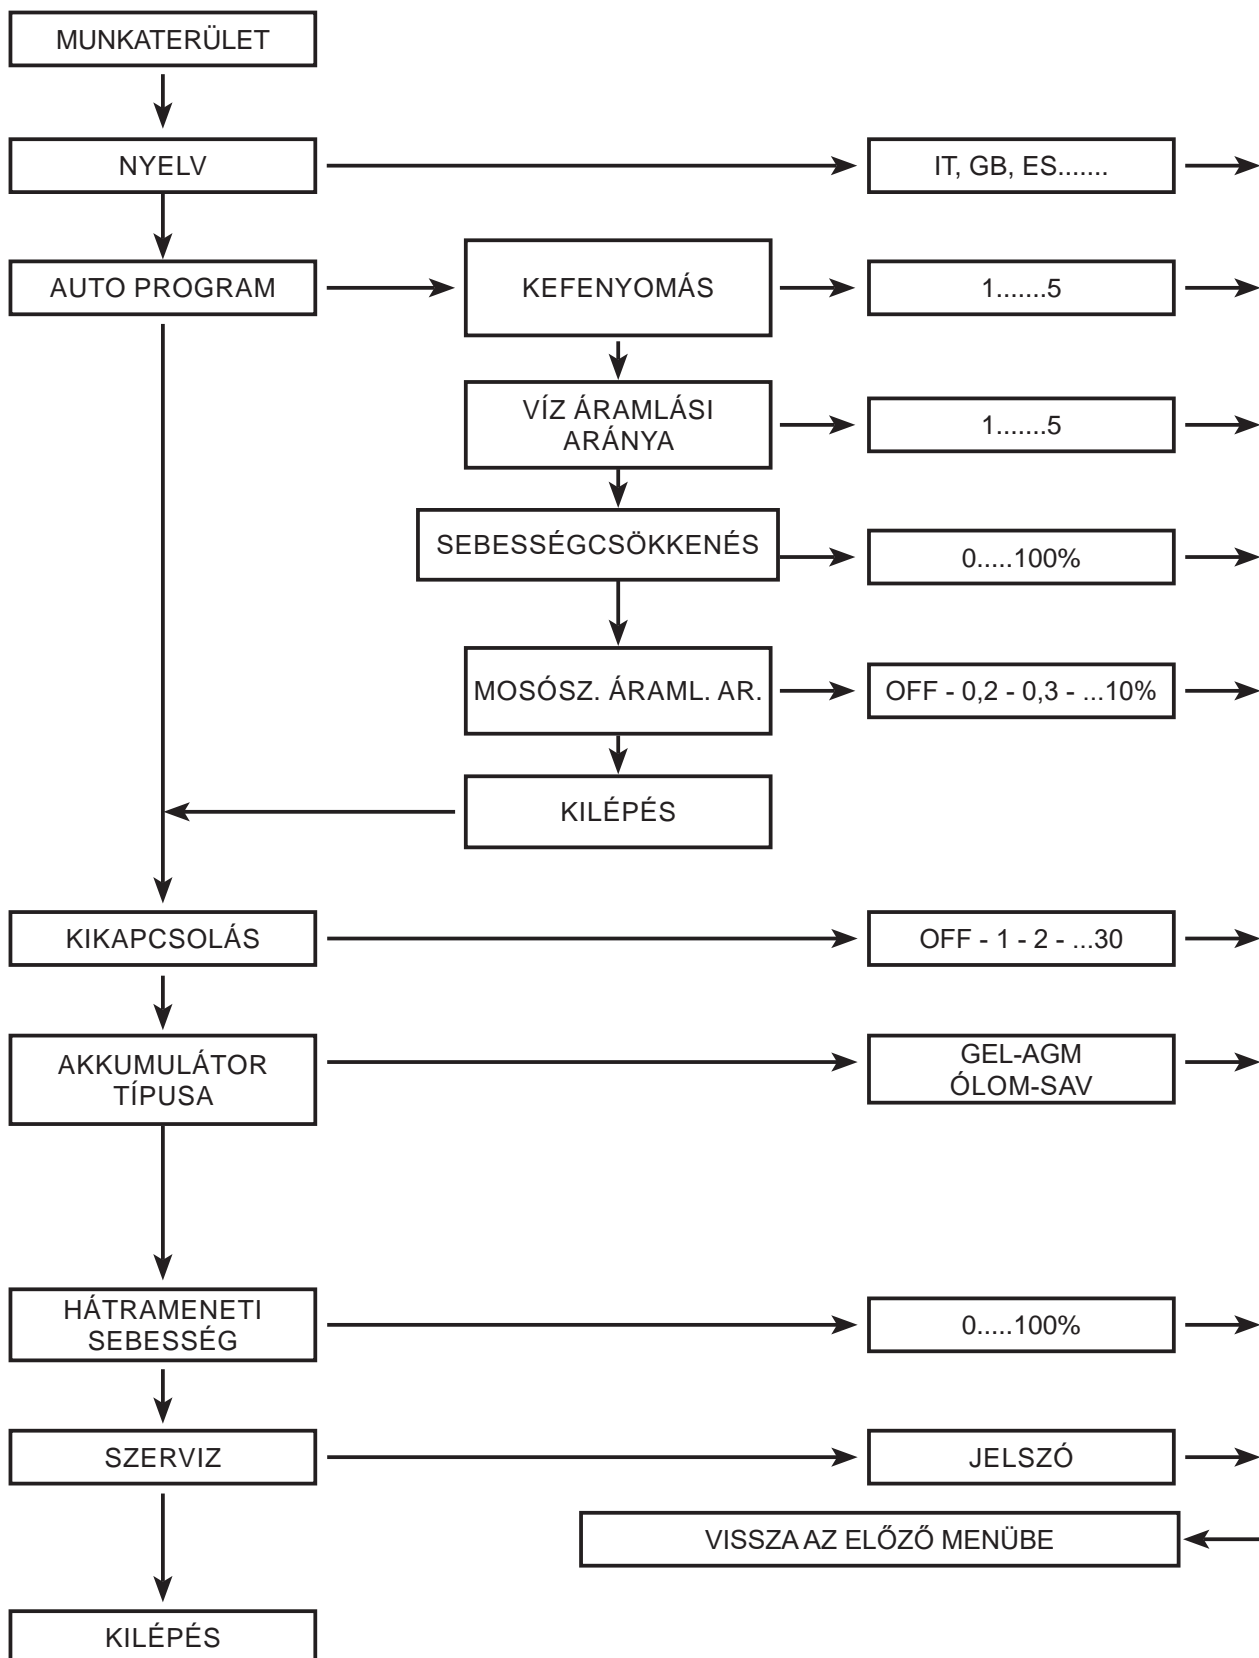 MUNKATERÜLET
NYELV
IT, GB, ES.......
AUTO PROGRAM
KEFENYOMÁS
1.......5
VÍZ ÁRAMLÁSI
ARÁNYA
1.......5
SEBESSÉGCSÖKKENÉS
0.....100%
MOSÓSZ. ÁRAML. AR.
OFF - 0,2 - 0,3 - ...10%
KILÉPÉS
KIKAPCSOLÁS
OFF - 1 - 2 - ...30
AKKUMULÁTOR
TÍPUSA
GEL-AGM
ÓLOM-SAV
HÁTRAMENETI
SEBESSÉG
0.....100%
SZERVIZ
JELSZÓ
VISSZA AZ ELŐZŐ MENÜBE
KILÉPÉS